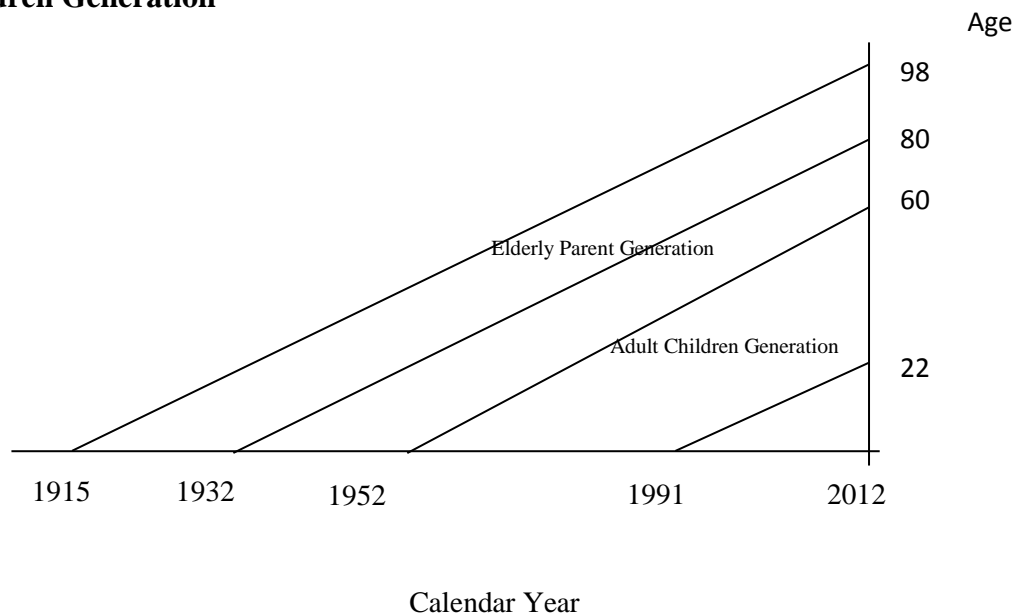 Age
98
80
60
Elderly Parent Generation
Adult Children Generation
22
1915 1932 1952 1991 2012
Calendar Year